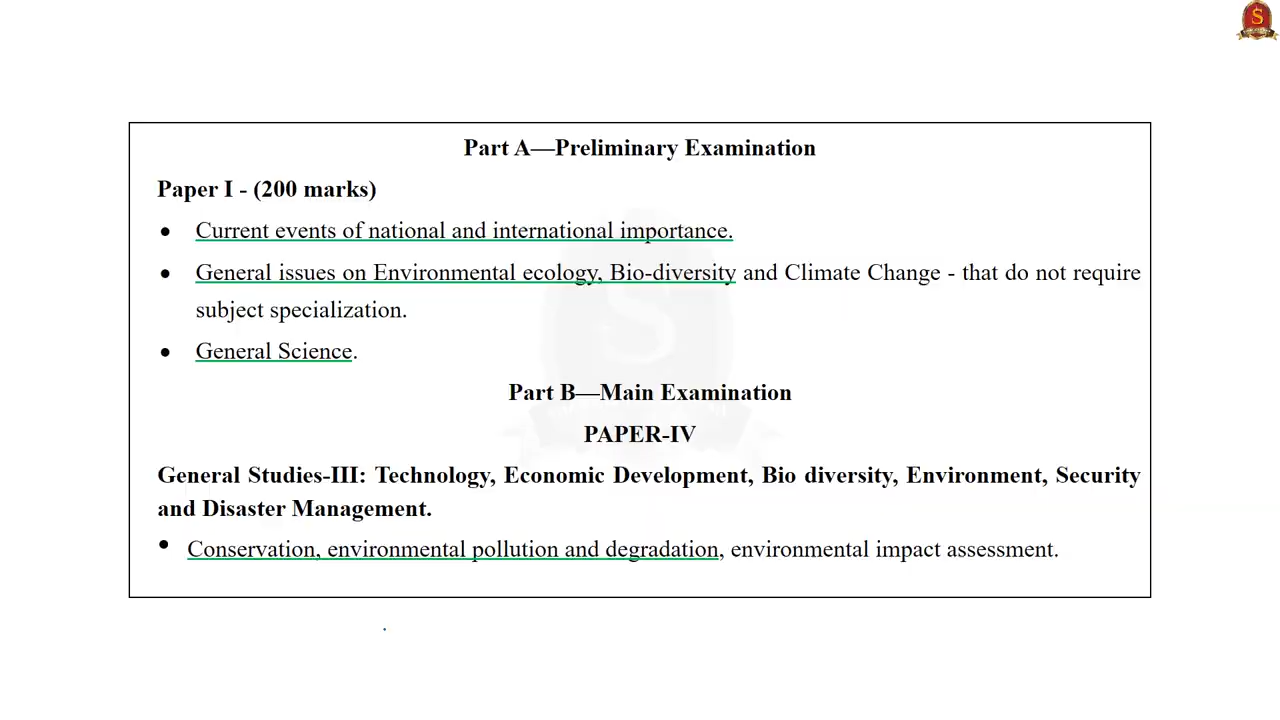 S
Part A—Preliminary Examination
Paper I - (200 marks)
• Current events of national and international importance.
• General issues on Environmental ecology, Bio-diversity and Climate Change - that do not require
subject specialization.
• General Science.
Part B—Main Examination
PAPER-IV
General Studies-III: Technology, Economic Development, Bio diversity, Environment, Security
and Disaster Management.
• Conservation, environmental pollution and degradation, environmental impact assessment.